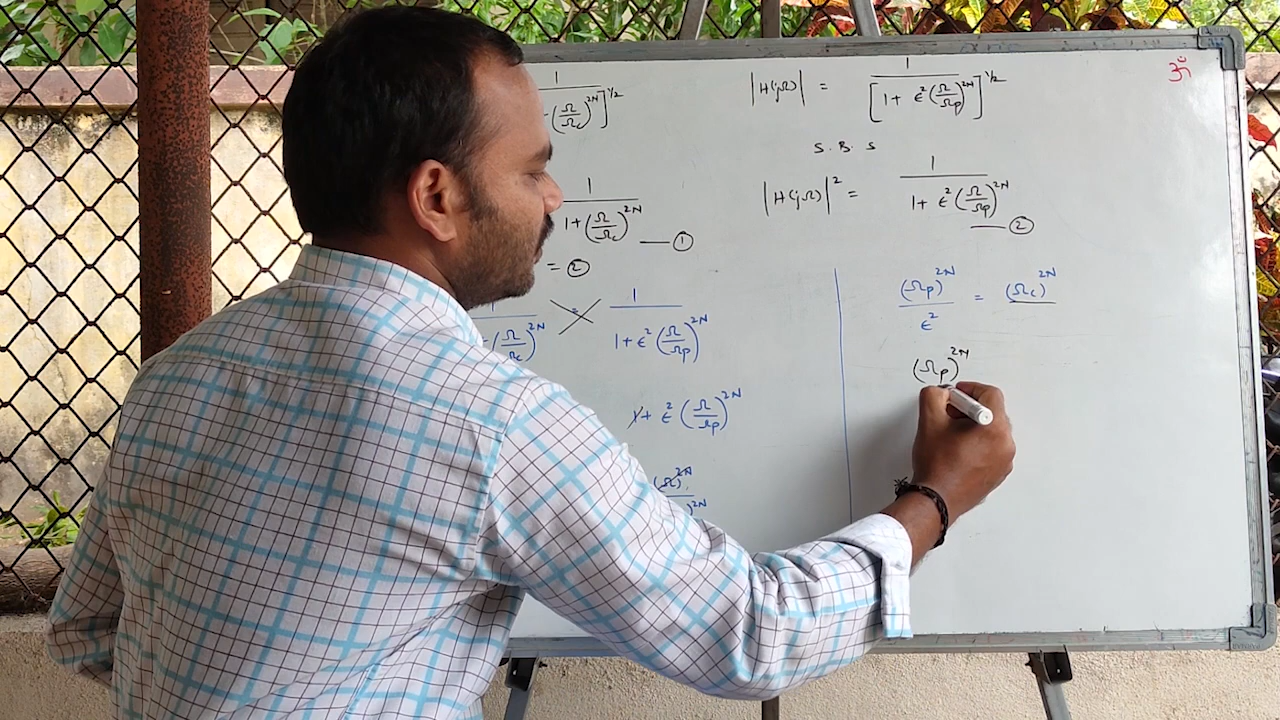 ॐ
1 / (Ω/Ωc)^2N ]^1/2
|H(jΩ)| = 1 / [1 + ε² (Ω/Ωp)^2N]^1/2
S.B.S
1 / 1 + (Ω/Ωc)^2N — ①
= ②
|H(jΩ)|² = 1 / 1 + ε² (Ω/Ωp)^2N — ②
1 / (Ω/Ωc)^2N = 1 / 1 + ε² (Ω/Ωp)^2N
1 + ε² (Ω/Ωp)^2N
(Ω)^2N / )^2N
(Ωp)^2N / ε² = (Ωc)^2N
(Ωp)^2N